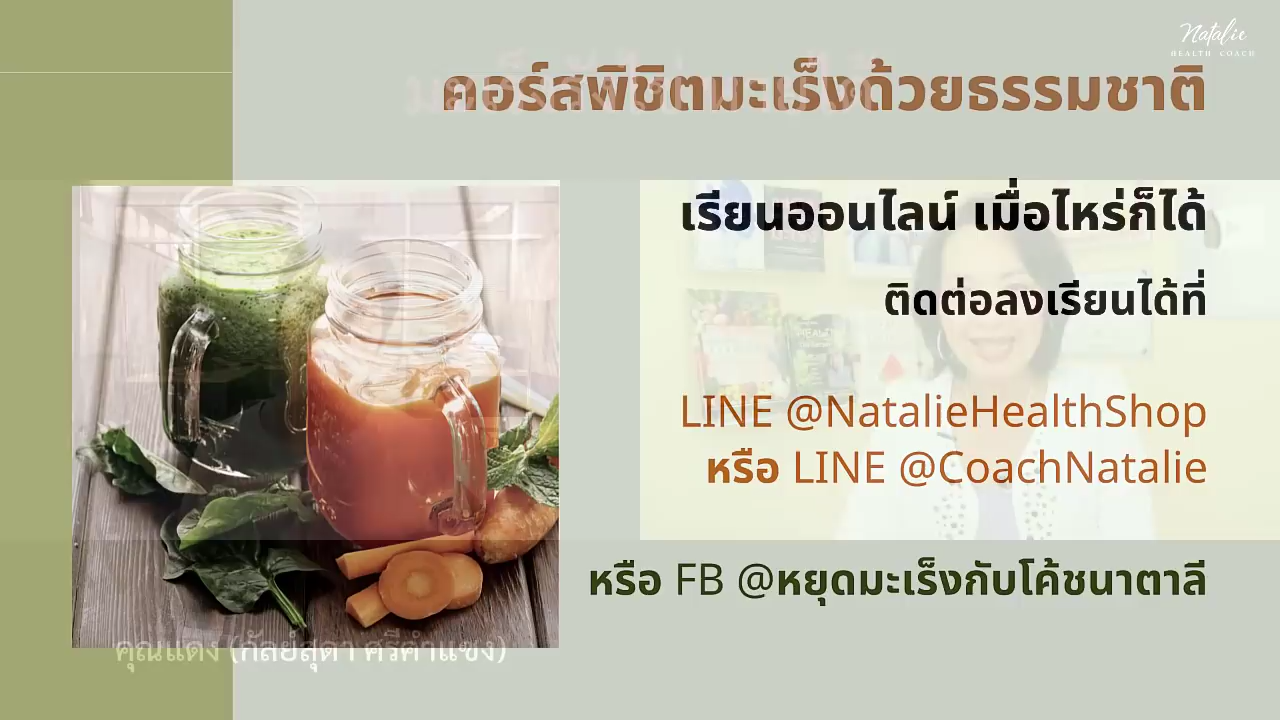 Natalie
HEALTH COACH
คอร์สพิชิตมะเร็งด้วยธรรมชาติ
เรียนออนไลน์ เมื่อไหร่ก็ได้
ติดต่อลงเรียนได้ที่
LINE @NatalieHealthShop
หรือ LINE @CoachNatalie
หรือ FB @หยุดมะเร็งกับโค้ชนาตาลี
คุณแดง (กัลย์สุดา ศรีคำแซง)